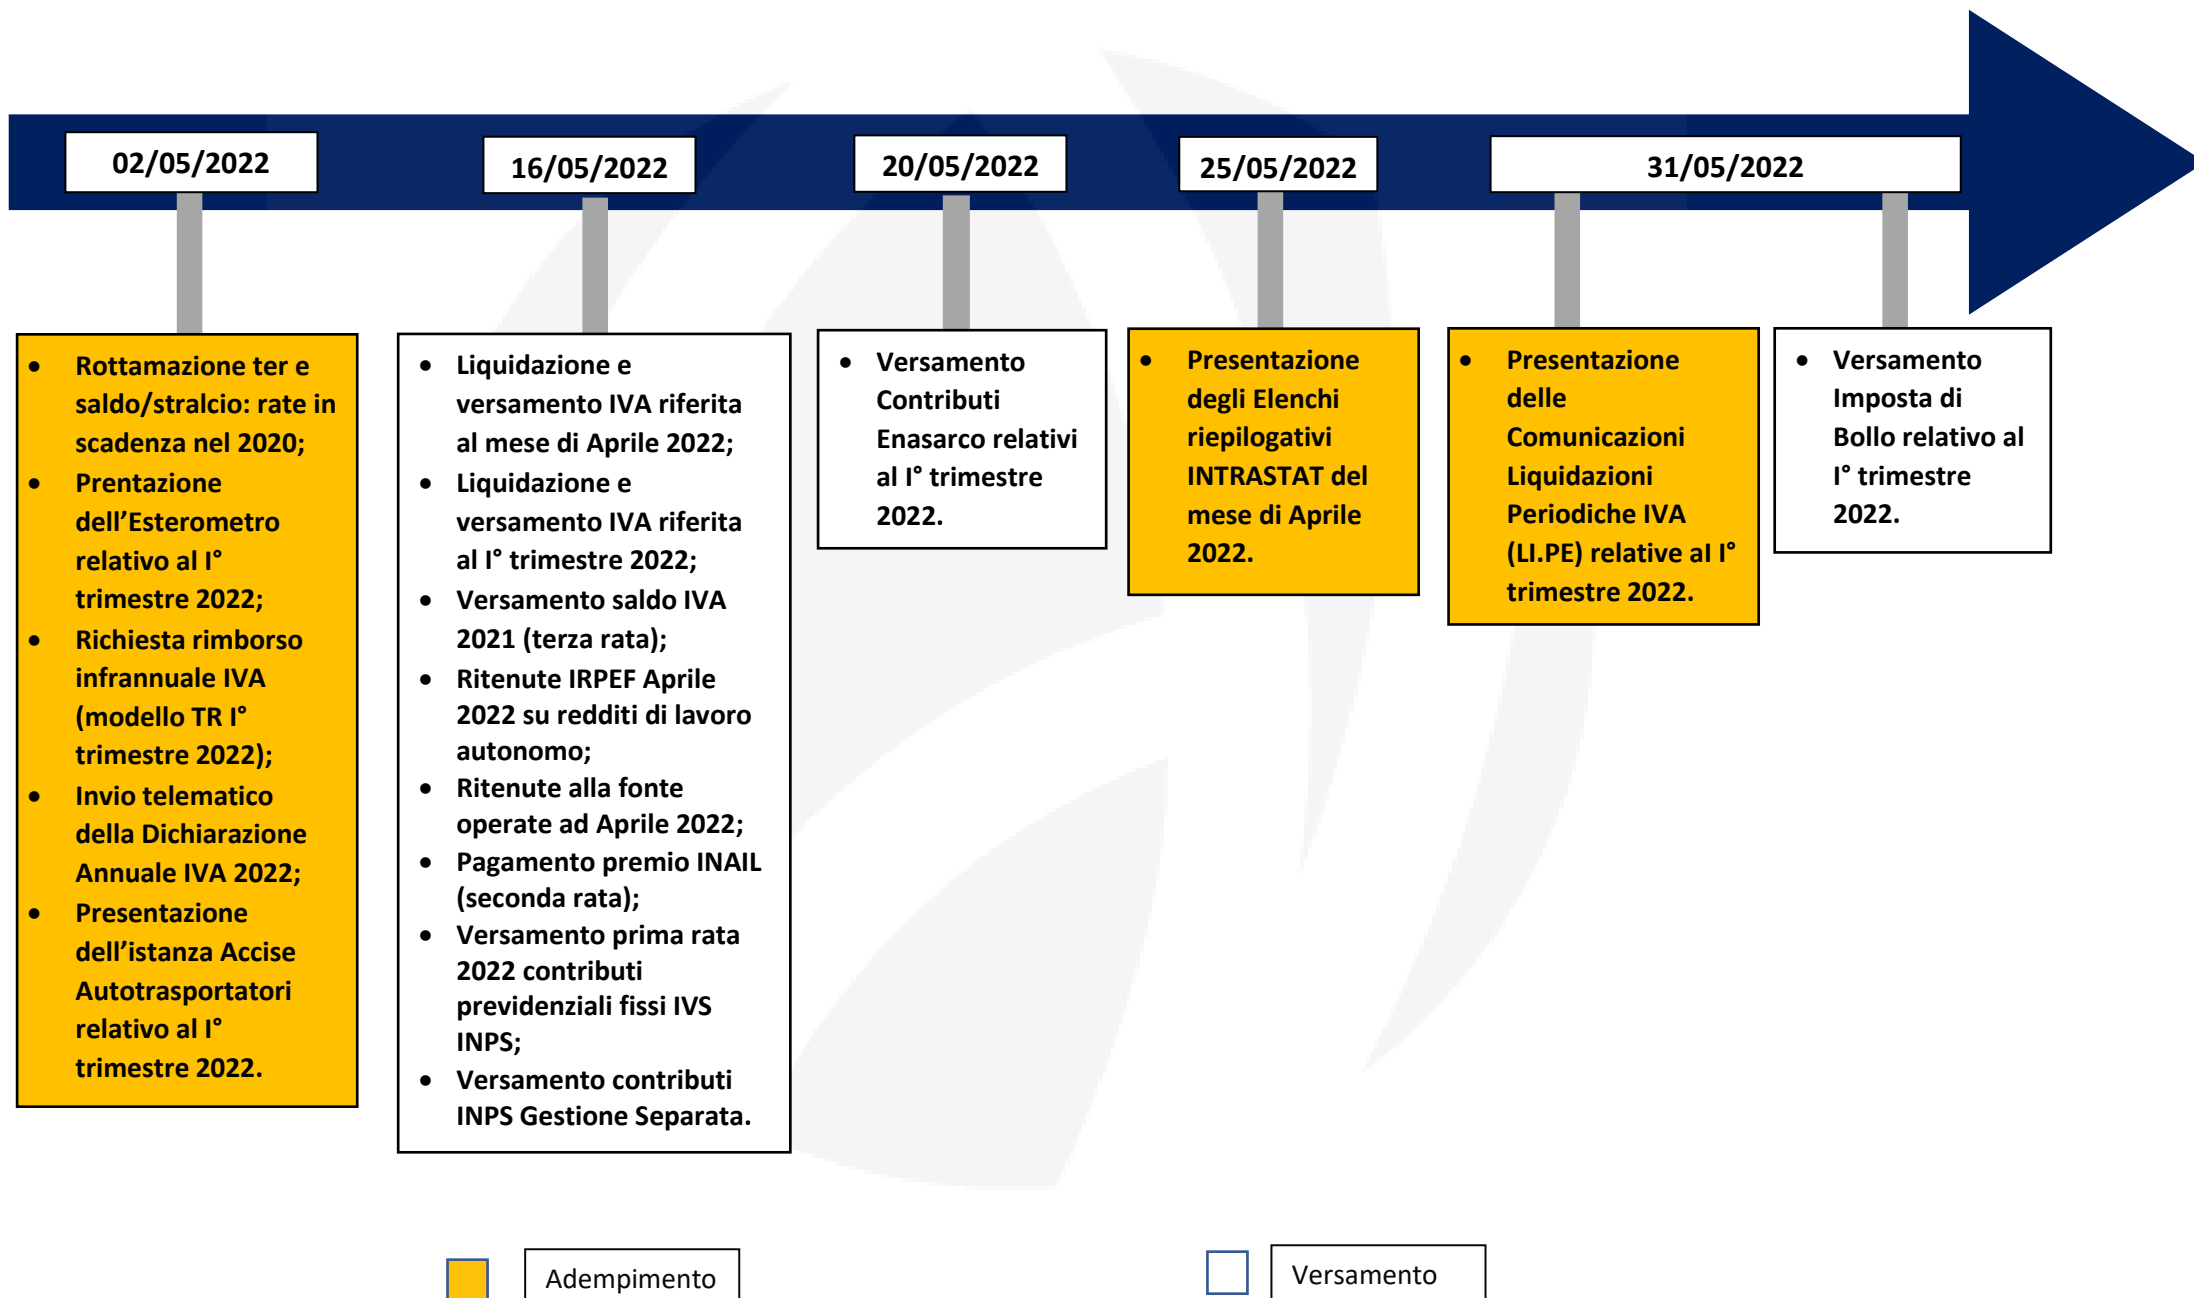 02/05/2022
16/05/2022
20/05/2022
25/05/2022
31/05/2022
• Rottamazione ter e
saldo/stralcio: rate in
scadenza nel 2020;
• Prentazione
dell’Esterometro
relativo al I°
trimestre 2022;
• Richiesta rimborso
infrannuale IVA
(modello TR I°
trimestre 2022);
• Invio telematico
della Dichiarazione
Annuale IVA 2022;
• Presentazione
dell’istanza Accise
Autotrasportatori
relativo al I°
trimestre 2022.
• Liquidazione e
versamento IVA riferita
al mese di Aprile 2022;
• Liquidazione e
versamento IVA riferita
al I° trimestre 2022;
• Versamento saldo IVA
2021 (terza rata);
• Ritenute IRPEF Aprile
2022 su redditi di lavoro
autonomo;
• Ritenute alla fonte
operate ad Aprile 2022;
• Pagamento premio INAIL
(seconda rata);
• Versamento prima rata
2022 contributi
previdenziali fissi IVS
INPS;
• Versamento contributi
INPS Gestione Separata.
• Versamento
Contributi
Enasarco relativi
al I° trimestre
2022.
• Presentazione
degli Elenchi
riepilogativi
INTRASTAT del
mese di Aprile
2022.
• Presentazione
delle
Comunicazioni
Liquidazioni
Periodiche IVA
(LI.PE) relative al I°
trimestre 2022.
• Versamento
Imposta di
Bollo relativo al
I° trimestre
2022.
Adempimento
Versamento